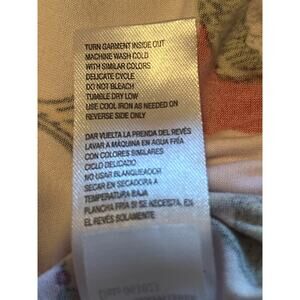 TURN GARMENT INSIDE OUT
MACHINE WASH COLD
WITH SIMILAR COLORS
DELICATE CYCLE
DO NOT BLEACH
TUMBLE DRY LOW
USE COOL IRON AS NEEDED ON
REVERSE SIDE ONLY
DAR VUELTA LA PRENDA DEL REVÉS
LAVAR A MÁQUINA EN AGUA FRÍA
CON COLORES SIMILARES
CICLO DELICADO
NO USAR BLANQUEADOR
SECAR EN SECADORA A
TEMPERATURA BAJA
PLANCHA FRÍA SI SE NECESITA, EN
EL REVÉS SOLAMENTE